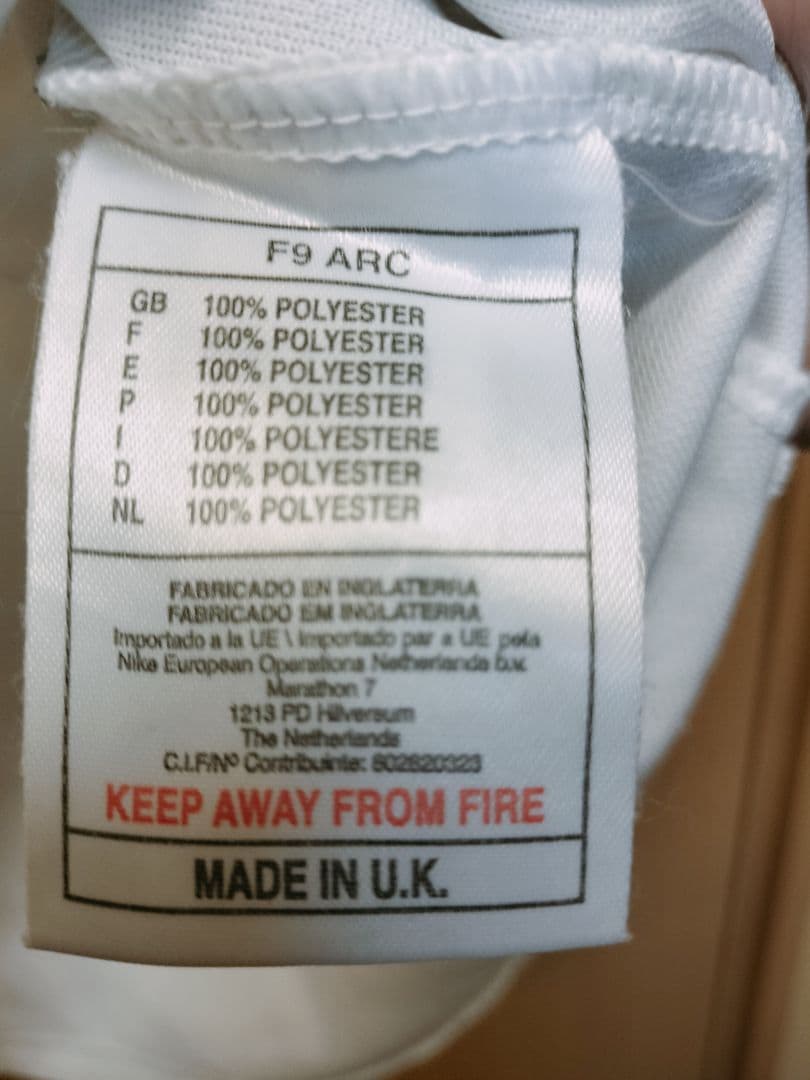 F9 ARC
GB 100% POLYESTER
F 100% POLYESTER
E 100% POLYESTER
P 100% POLYESTER
I 100% POLYESTERE
D 100% POLYESTER
NL 100% POLYESTER
FABRICADO EN INGLATERRA
FABRICADO EM INGLATERRA
Importado a la UE \ Importado par a UE pela
Nike European Operations Netherlands b.v.
Marathon 7
1213 PD Hilversum
The Netherlands
C.I.F/Nº Contribuinte:
KEEP AWAY FROM FIRE
MADE IN U.K.